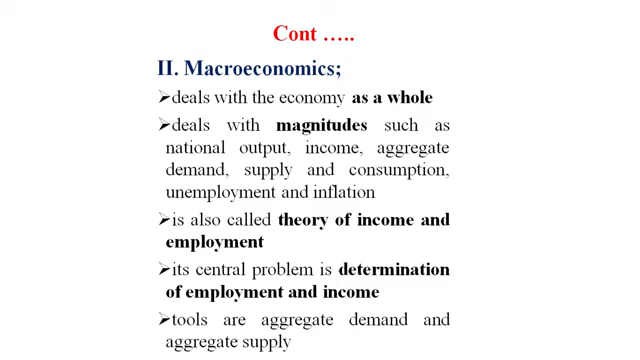 Cont …..
II. Macroeconomics;
➢deals with the economy as a whole
➢deals with magnitudes such as
national output, income, aggregate
demand, supply and consumption,
unemployment and inflation
➢is also called theory of income and
employment
➢its central problem is determination
of employment and income
➢tools are aggregate demand and
aggregate supply